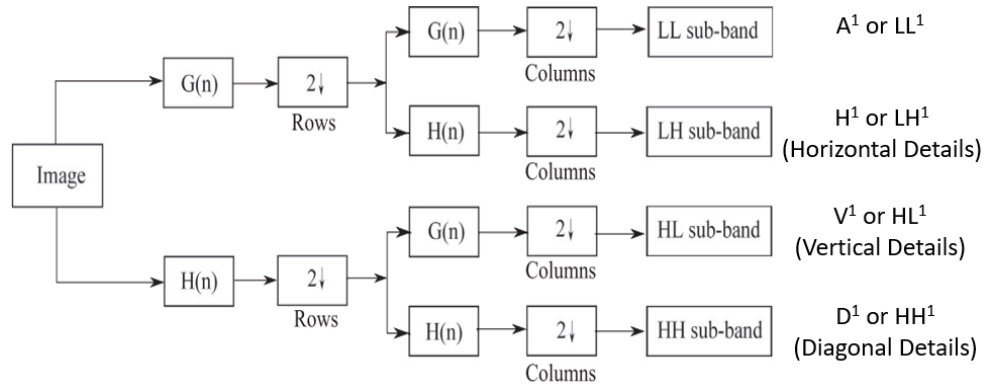 G(n)
2↓
Columns
LL sub-band
A¹ or LL¹
G(n)
2↓
Rows
H(n)
2↓
Columns
LH sub-band
H¹ or LH¹
(Horizontal Details)
Image
G(n)
2↓
Columns
HL sub-band
V¹ or HL¹
(Vertical Details)
H(n)
2↓
Rows
H(n)
2↓
Columns
HH sub-band
D¹ or HH¹
(Diagonal Details)